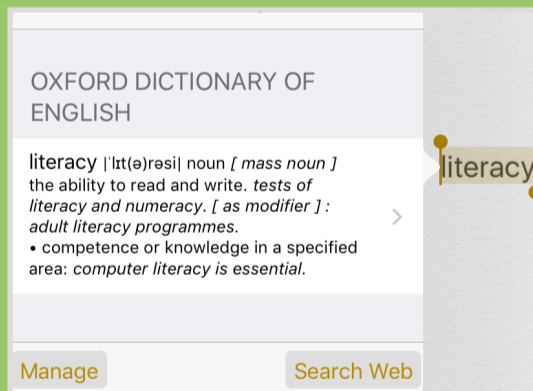 OXFORD DICTIONARY OF
ENGLISH
literacy |ˈlɪt(ə)rəsi| noun [ mass noun ]
the ability to read and write. tests of
literacy and numeracy. [ as modifier ] :
adult literacy programmes.
• competence or knowledge in a specified
area: computer literacy is essential.
literacy
Manage
Search Web